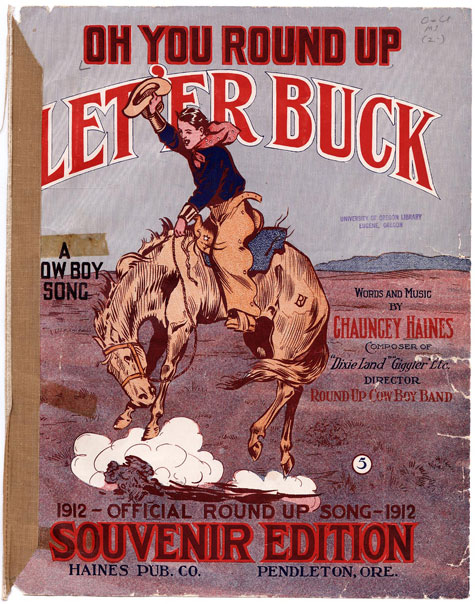 OH YOU ROUND UP
LET'ER BUCK
UNIVERSITY OF OREGON LIBRARY
EUGENE, OREGON
A
OWBOY
SONG
WORDS AND MUSIC
BY
CHAUNCEY HAINES
COMPOSER OF
"Dixie Land" "Giggler" Etc.
DIRECTOR
ROUND UP COW BOY BAND
5
1912 - OFFICIAL ROUND UP SONG - 1912
SOUVENIR EDITION
HAINES PUB. CO. PENDLETON, ORE.